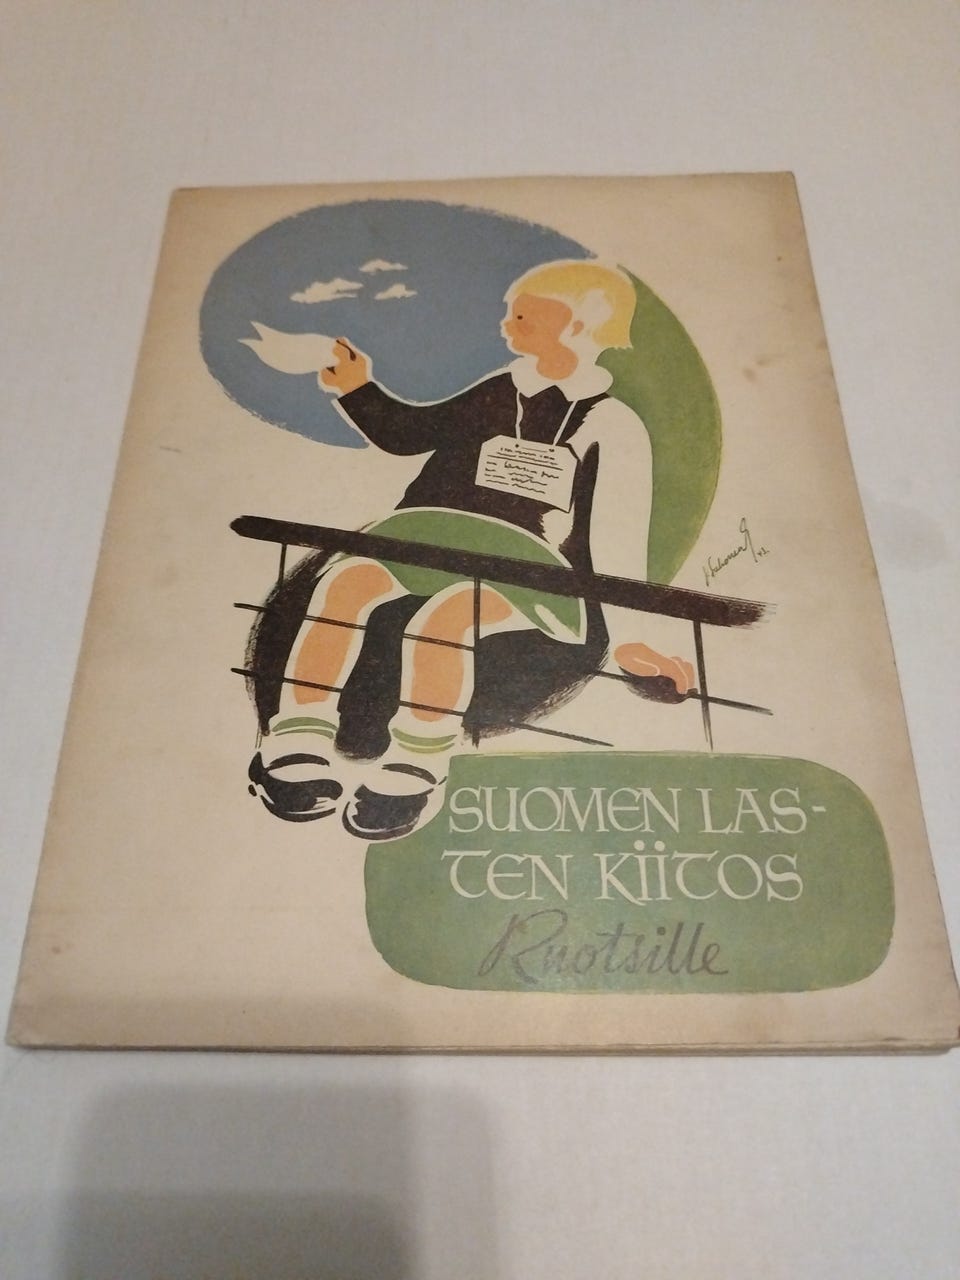 SUOMEN LAS-
TEN KIITOS
Ruotsille